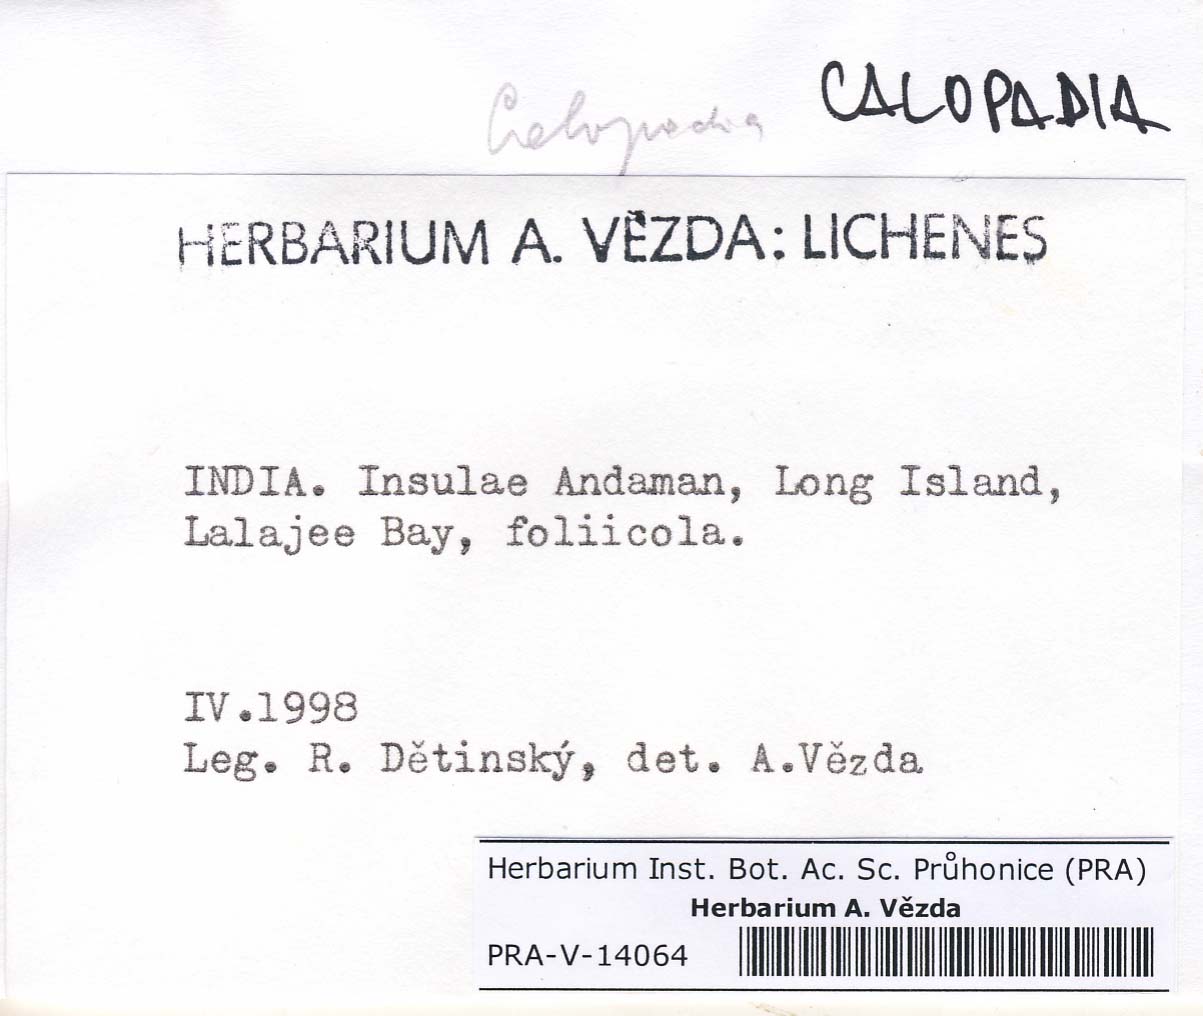 Calopadia CALOPADIA
HERBARIUM A. VĚZDA: LICHENES
INDIA. Insulae Andaman, Long Island,
Lalajee Bay, foliicola.
IV.1998
Leg. R. Dětinský, det. A.Vězda
Herbarium Inst. Bot. Ac. Sc. Průhonice (PRA)
Herbarium A. Vězda
PRA-V-14064